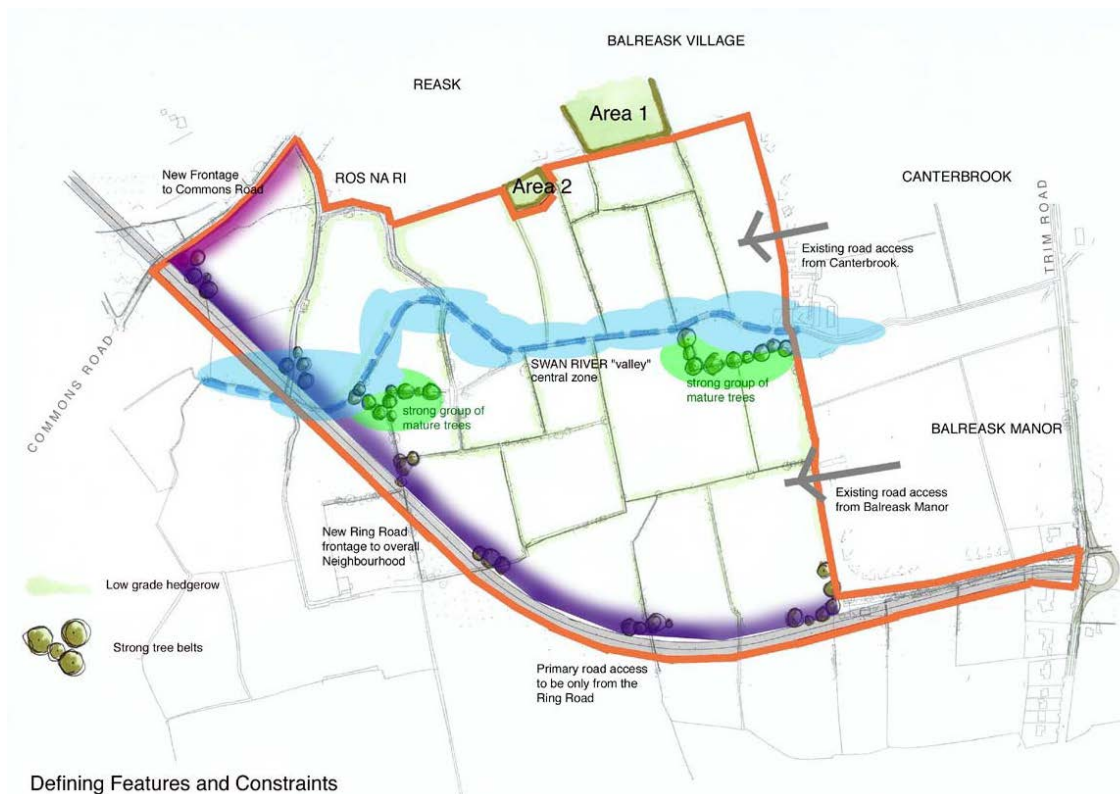 BALREASK VILLAGE
REASK
Area 1
New Frontage
to Commons Road
ROS NA RI
Area 2
CANTERBROOK
TRIM ROAD
Existing road access
from Canterbrook.
SWAN RIVER "valley"
central zone
strong group of
mature trees
strong group of
mature trees
COMMONS ROAD
BALREASK MANOR
Existing road access
from Balreask Manor
New Ring Road
frontage to overall
Neighbourhood
Low grade hedgerow
Strong tree belts
Primary road access
to be only from the
Ring Road
Defining Features and Constraints